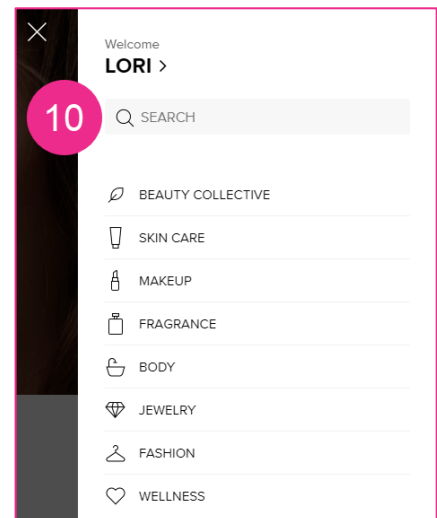 Welcome
LORI >
10
SEARCH
BEAUTY COLLECTIVE
SKIN CARE
MAKEUP
FRAGRANCE
BODY
JEWELRY
FASHION
WELLNESS